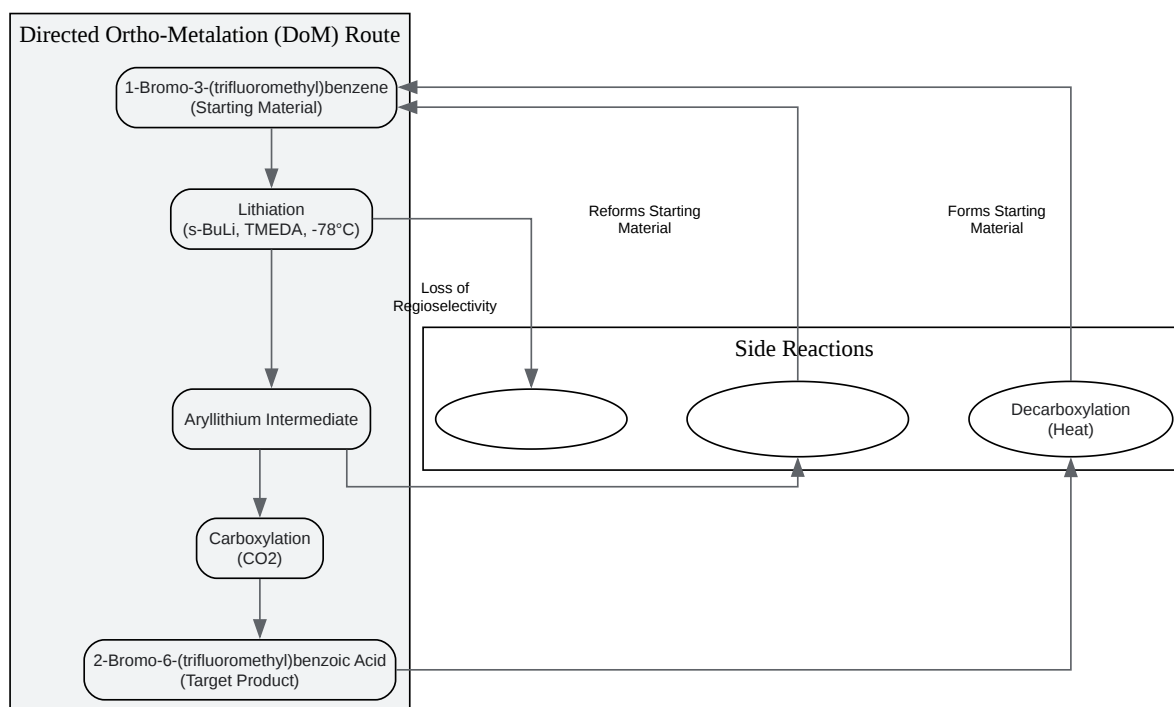 Directed Ortho-Metalation (DoM) Route
1-Bromo-3-(trifluoromethyl)benzene
(Starting Material)
Lithiation
(s-BuLi, TMEDA, -78°C)
Reforms Starting
Material
Forms Starting
Material
Loss of
Regioselectivity
Side Reactions
Aryllithium Intermediate
Decarboxylation
(Heat)
Carboxylation
(CO2)
2-Bromo-6-(trifluoromethyl)benzoic Acid
(Target Product)